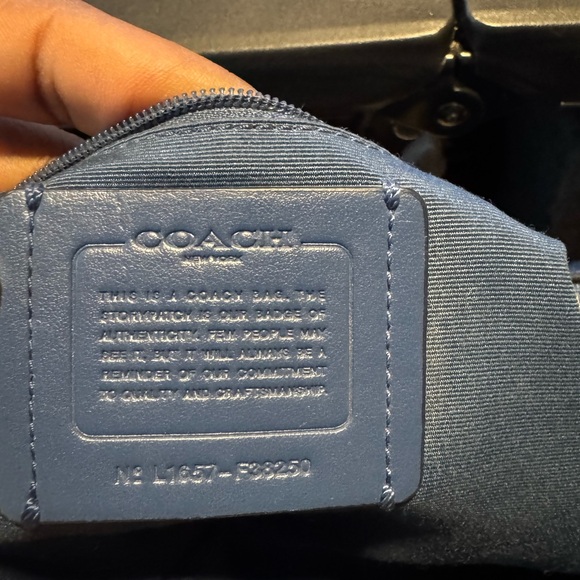 COACH
NEW YORK
THIS IS A COACH BAG. THE
STORYPATCH IS OUR BADGE OF
AUTHENTICITY. FEW PEOPLE MAY
SEE IT, BUT IT WILL ALWAYS BE A
REMINDER OF OUR COMMITMENT
TO QUALITY AND CRAFTSMANSHIP.
Nº L1657-F38250